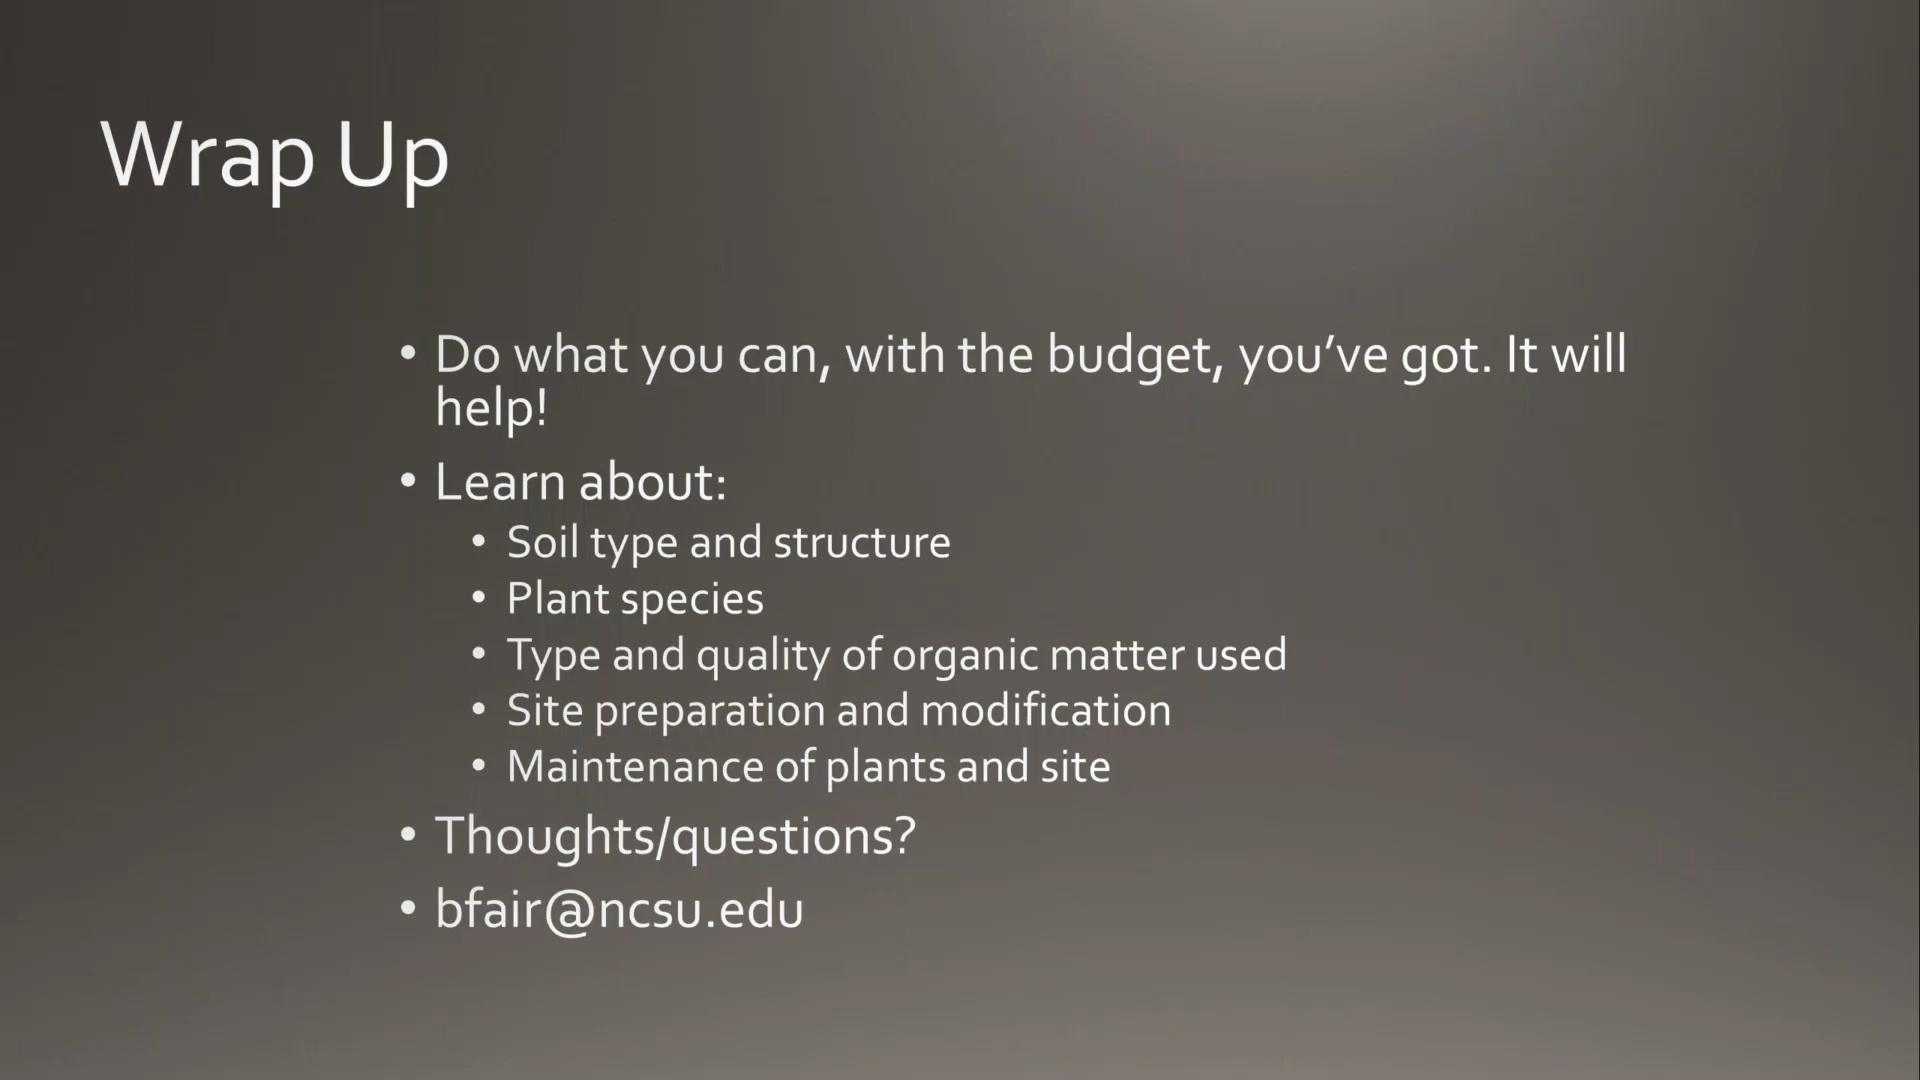 Wrap Up
• Do what you can, with the budget, you’ve got. It will
help!
• Learn about:
• Soil type and structure
• Plant species
• Type and quality of organic matter used
• Site preparation and modification
• Maintenance of plants and site
• Thoughts/questions?
• bfair@ncsu.edu